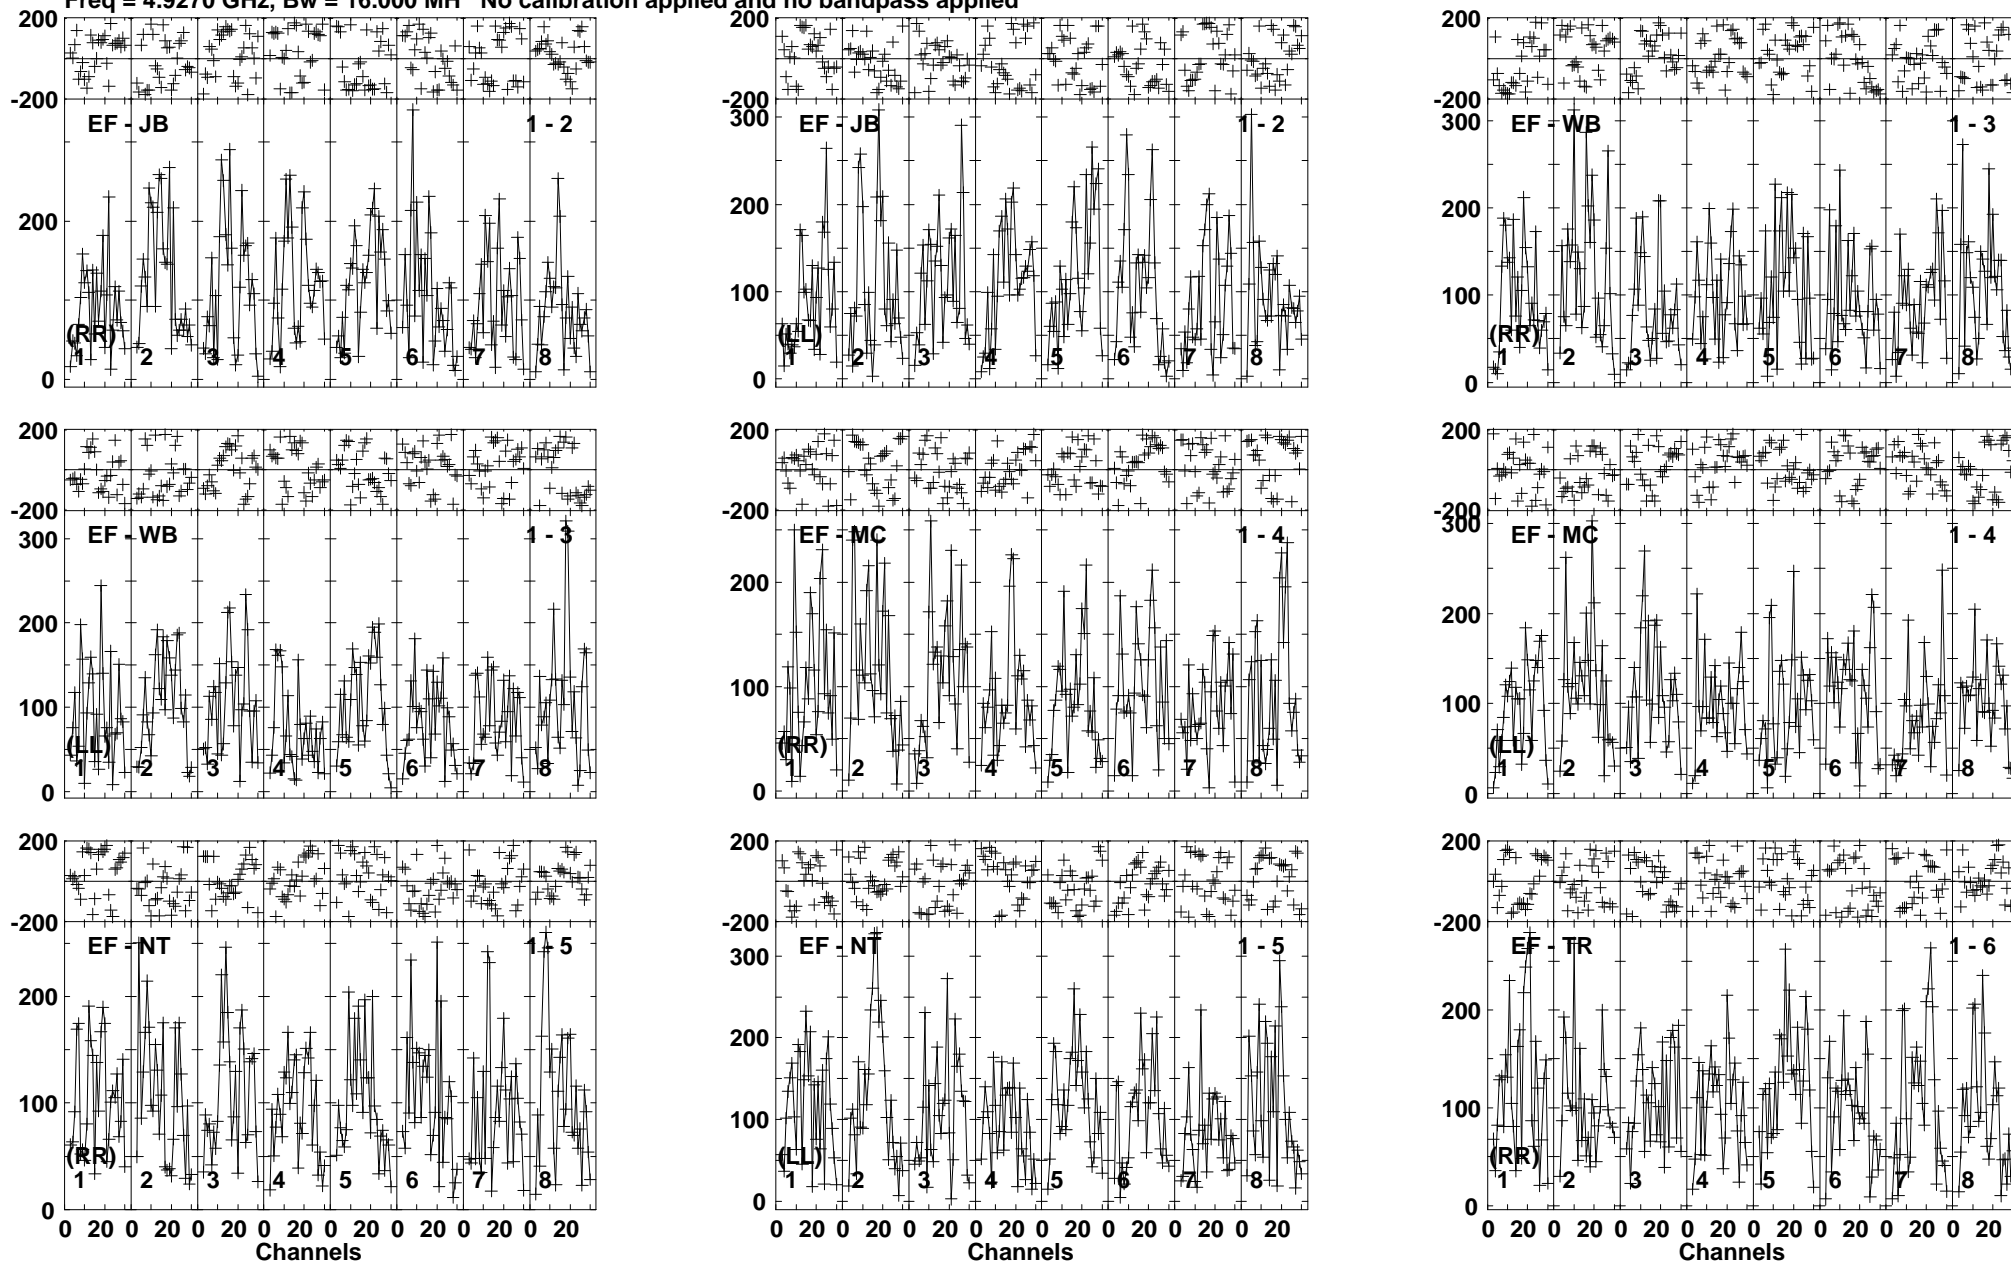 Freq = 4.9270 GHz, Bw = 16.000 MH No calibration applied and no bandpass applied
200 200 200
-200 -200 -200
EF - JB 1 - 2 EF - JB 1 - 2 EF - WB 1 - 3
300 300
200 200 200
100 100
(RR) (LL) (RR)
1 2 3 4 5 6 7 8 1 2 3 4 5 6 7 8 1 2 3 4 5 6 7 8
0 0 0
200 200 200
-200 -200 -200
EF - WB 1 - 3 EF - MC 1 - 4 EF - MC 1 - 4
300 300
200 200 200
100 100 100
(LL) (RR) (LL)
1 2 3 4 5 6 7 8 1 2 3 4 5 6 7 8 1 2 3 4 5 6 7 8
0 0 0
200 200 200
-200 -200 -200
EF - NT 1 - 5 EF - NT 1 - 5 EF - TR 1 - 6
300
200 200 200
100 100 100
(RR) (LL) (RR)
1 2 3 4 5 6 7 8 1 2 3 4 5 6 7 8 1 2 3 4 5 6 7 8
0 0 0
0 20 0 20 0 20 0 20 0 20 0 20 0 20 0 20 0 20 0 20 0 20 0 20 0 20 0 20 0 20 0 20 0 20 0 20 0 20 0 20 0 20 0 20 0 20 0 20
Channels Channels Channels